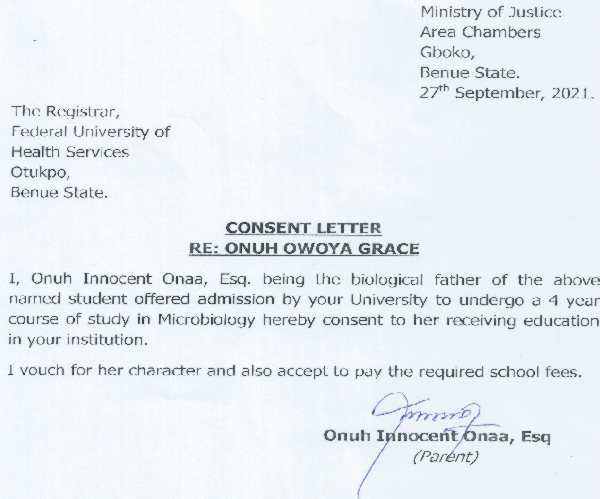 Ministry of Justice
Area Chambers
Gboko,
Benue State.
27th September, 2021.
The Registrar,
Federal University of
Health Services
Otukpo,
Benue State.
CONSENT LETTER
RE: ONUH OWOYA GRACE
I, Onuh Innocent Onaa, Esq. being the biological father of the above
named student offered admission by your University to undergo a 4 year
course of study in Microbiology hereby consent to her receiving education
in your institution.
I vouch for her character and also accept to pay the required school fees.
Onuh Innocent Onaa, Esq
(Parent)